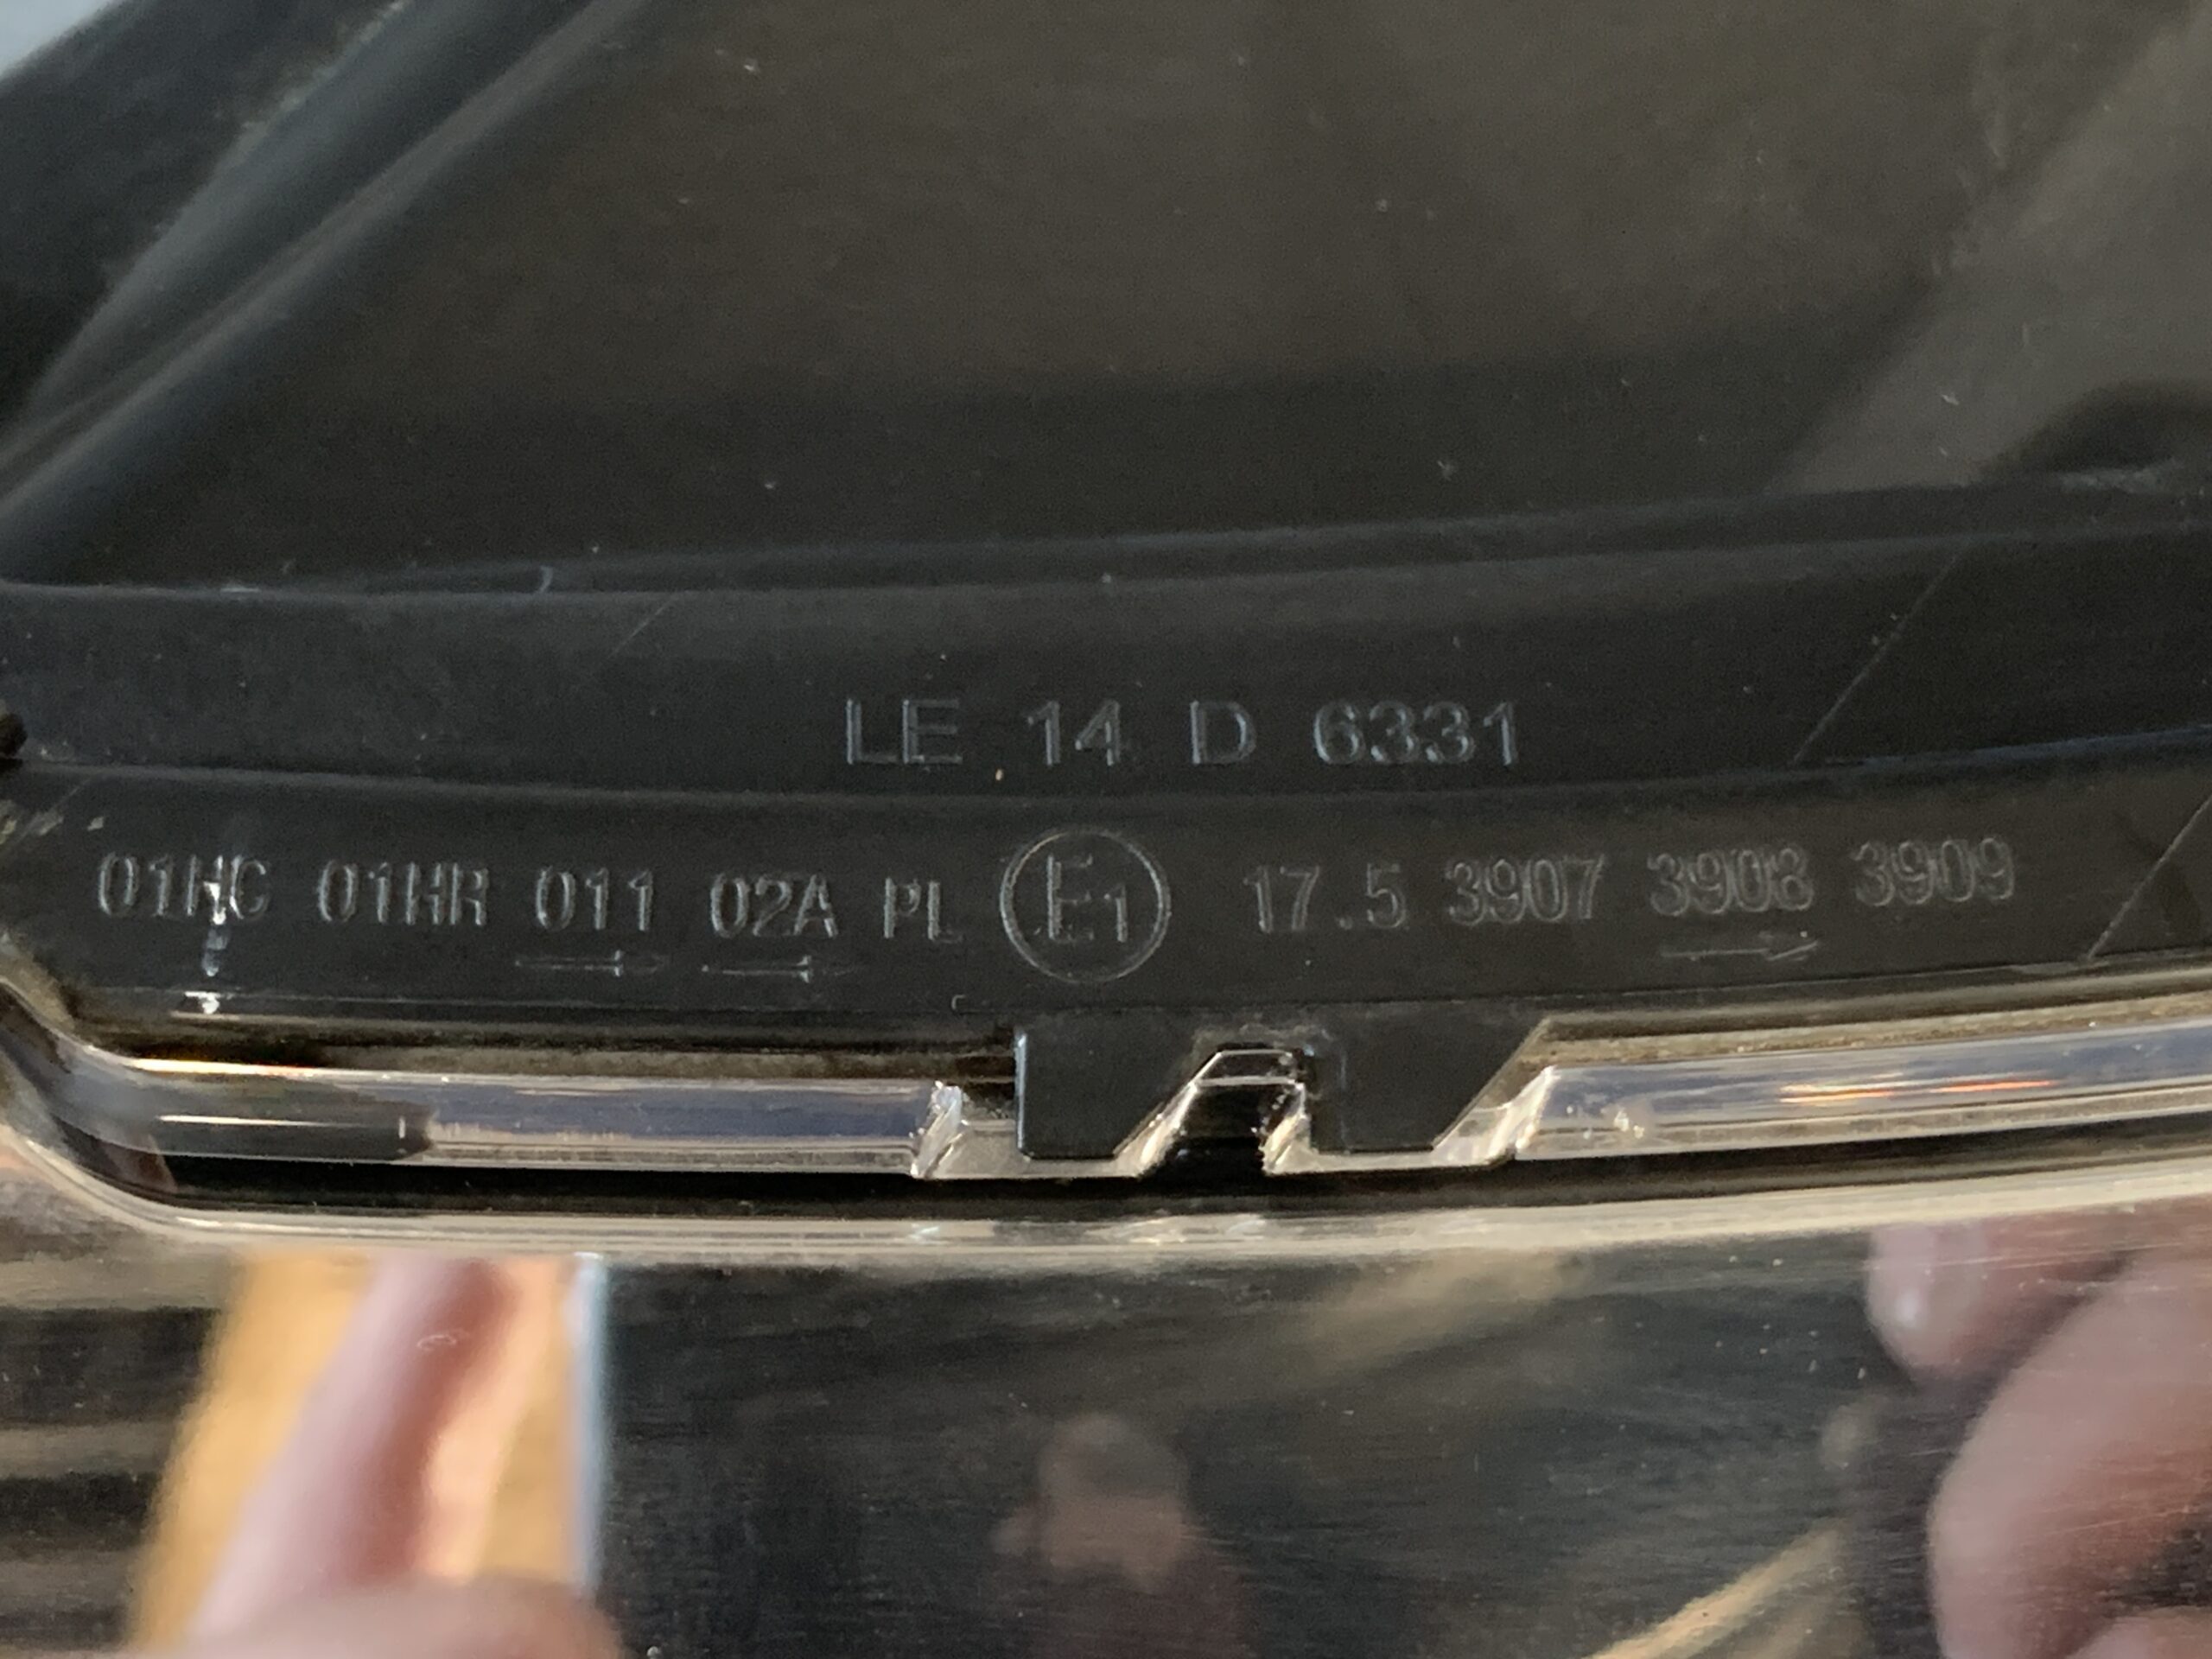 LE 14 D 6331
01HC 01HR 011 02A PL E1 17.5 3907 3908 3909